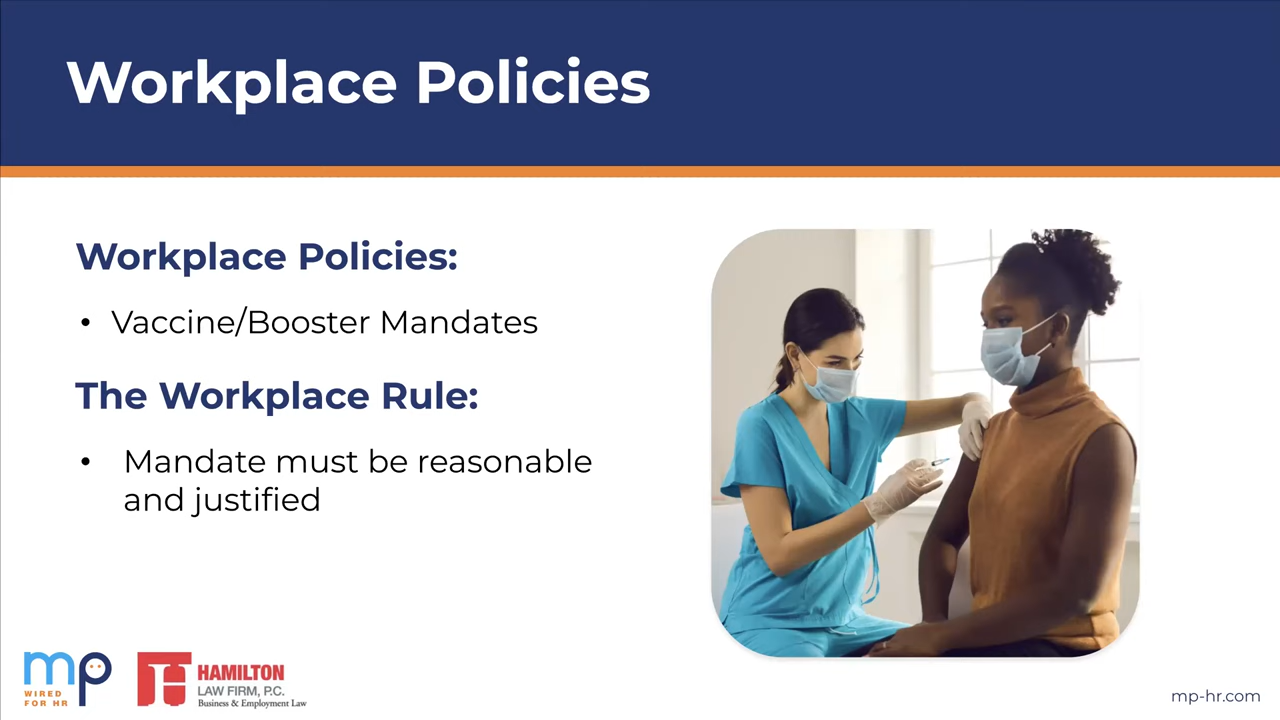 Workplace Policies
Workplace Policies:
• Vaccine/Booster Mandates
The Workplace Rule:
• Mandate must be reasonable
and justified
mp
WIRED
FOR HR
HAMILTON
LAW FIRM, P.C.
Business & Employment Law
mp-hr.com